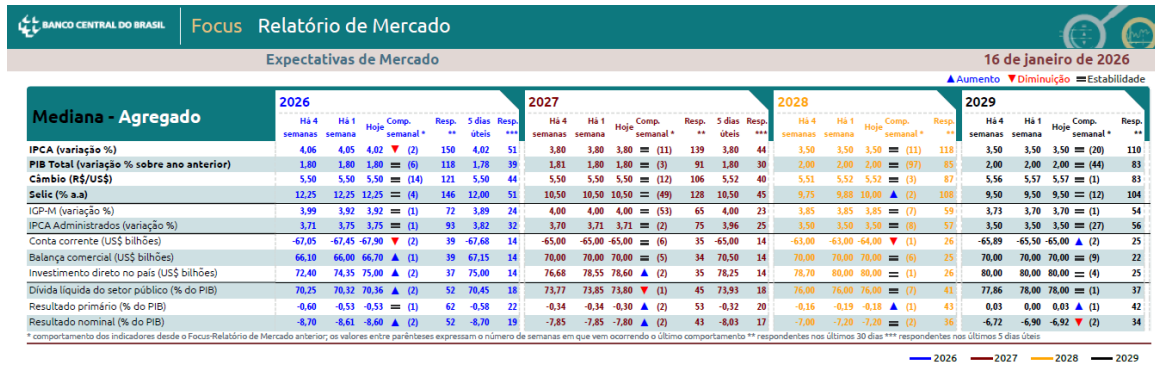 BANCO CENTRAL DO BRASIL Focus Relatório de Mercado
Expectativas de Mercado 16 de janeiro de 2026
▲Aumento ▼Diminuição =Estabilidade
Mediana - Agregado
2026 2027 2028 2029
Há 4 semanas Há 1 semana Hoje Comp. semanal * Resp. ** 5 dias úteis Resp. *** Há 4 semanas Há 1 semana Hoje Comp. semanal * Resp. ** 5 dias úteis Resp. *** Há 4 semanas Há 1 semana Hoje Comp. semanal * Resp. ** Há 4 semanas Há 1 semana Hoje Comp. semanal * Resp. **
IPCA (variação %) 4,06 4,05 4,02 ▼ (2) 150 4,02 51 3,80 3,80 3,80 = (11) 139 3,80 44 3,50 3,50 3,50 = (11) 118 3,50 3,50 3,50 = (20) 110
PIB Total (variação % sobre ano anterior) 1,80 1,80 1,80 = (6) 118 1,78 39 1,81 1,80 1,80 = (3) 91 1,80 30 2,00 2,00 2,00 = (97) 85 2,00 2,00 2,00 = (44) 83
Câmbio (R$/US$) 5,50 5,50 5,50 = (14) 121 5,50 44 5,50 5,50 5,50 = (12) 106 5,52 40 5,51 5,52 5,52 = (3) 87 5,56 5,57 5,57 = (1) 83
Selic (% a.a) 12,25 12,25 12,25 = (4) 146 12,00 51 10,50 10,50 10,50 = (49) 128 10,50 45 9,75 9,88 10,00 ▲ (2) 108 9,50 9,50 9,50 = (12) 104
IGP-M (variação %) 3,99 3,92 3,92 = (1) 72 3,89 24 4,00 4,00 4,00 = (53) 65 4,00 23 3,85 3,85 3,85 = (7) 59 3,73 3,70 3,70 = (1) 54
IPCA Administrados (variação %) 3,71 3,75 3,75 = (1) 93 3,82 32 3,70 3,71 3,71 = (2) 75 3,96 25 3,50 3,50 3,50 = (8) 57 3,50 3,50 3,50 = (27) 56
Conta corrente (US$ bilhões) -67,05 -67,45 -67,90 ▼ (2) 39 -67,68 14 -65,00 -65,00 -65,00 = (6) 35 -65,00 14 -63,00 -63,00 -64,00 ▼ (1) 26 -65,89 -65,50 -65,00 ▲ (2) 25
Balança comercial (US$ bilhões) 66,10 66,00 66,70 ▲ (1) 39 67,15 14 70,00 70,00 70,00 = (5) 34 70,50 14 70,00 70,00 70,00 = (6) 25 70,00 70,00 70,00 = (9) 22
Investimento direto no país (US$ bilhões) 72,40 74,35 75,00 ▲ (2) 37 75,00 14 76,68 78,55 78,60 ▲ (2) 35 78,25 14 78,70 80,00 80,00 = (1) 26 80,00 80,00 80,00 = (4) 25
Dívida líquida do setor público (% do PIB) 70,25 70,32 70,36 ▲ (2) 52 70,45 18 73,77 73,85 73,80 ▼ (1) 45 73,93 18 76,00 76,00 76,00 = (7) 41 77,86 78,00 78,00 = (1) 37
Resultado primário (% do PIB) -0,60 -0,53 -0,53 = (1) 62 -0,58 22 -0,34 -0,34 -0,30 ▲ (2) 53 -0,32 20 -0,16 -0,19 -0,18 ▲ (1) 43 0,03 0,00 0,03 ▲ (1) 42
Resultado nominal (% do PIB) -8,70 -8,61 -8,60 ▲ (2) 52 -8,70 19 -7,85 -7,85 -7,80 ▲ (2) 43 -8,03 17 -7,00 -7,20 -7,20 = (2) 36 -6,72 -6,90 -6,92 ▼ (2) 34
* comportamento dos indicadores desde o Focus-Relatório de Mercado anterior; os valores entre parênteses expressam o número de semanas em que vem ocorrendo o último comportamento ** respondentes nos últimos 30 dias *** respondentes nos últimos 5 dias úteis
2026 2027 2028 2029